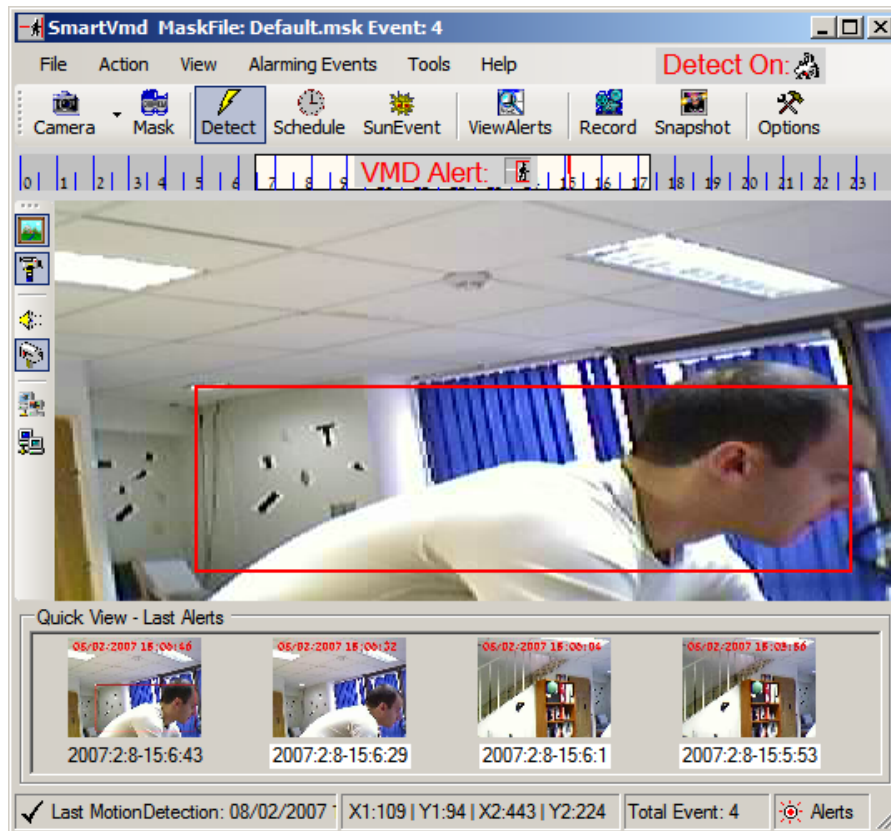 SmartVmd MaskFile: Default.msk Event: 4
File Action View Alarming Events Tools Help Detect On:
Camera Mask Detect Schedule SunEvent ViewAlerts Record Snapshot Options
VMD Alert:
0 1 2 3 4 5 6 7 8 9 15 16 17 18 19 20 21 22 23
Quick View - Last Alerts
2007:2:8-15:6:43 2007:2:8-15:6:29 2007:2:8-15:6:1 2007:2:8-15:5:53
Last MotionDetection: 08/02/2007 X1:109 | Y1:94 | X2:443 | Y2:224 Total Event: 4 Alerts